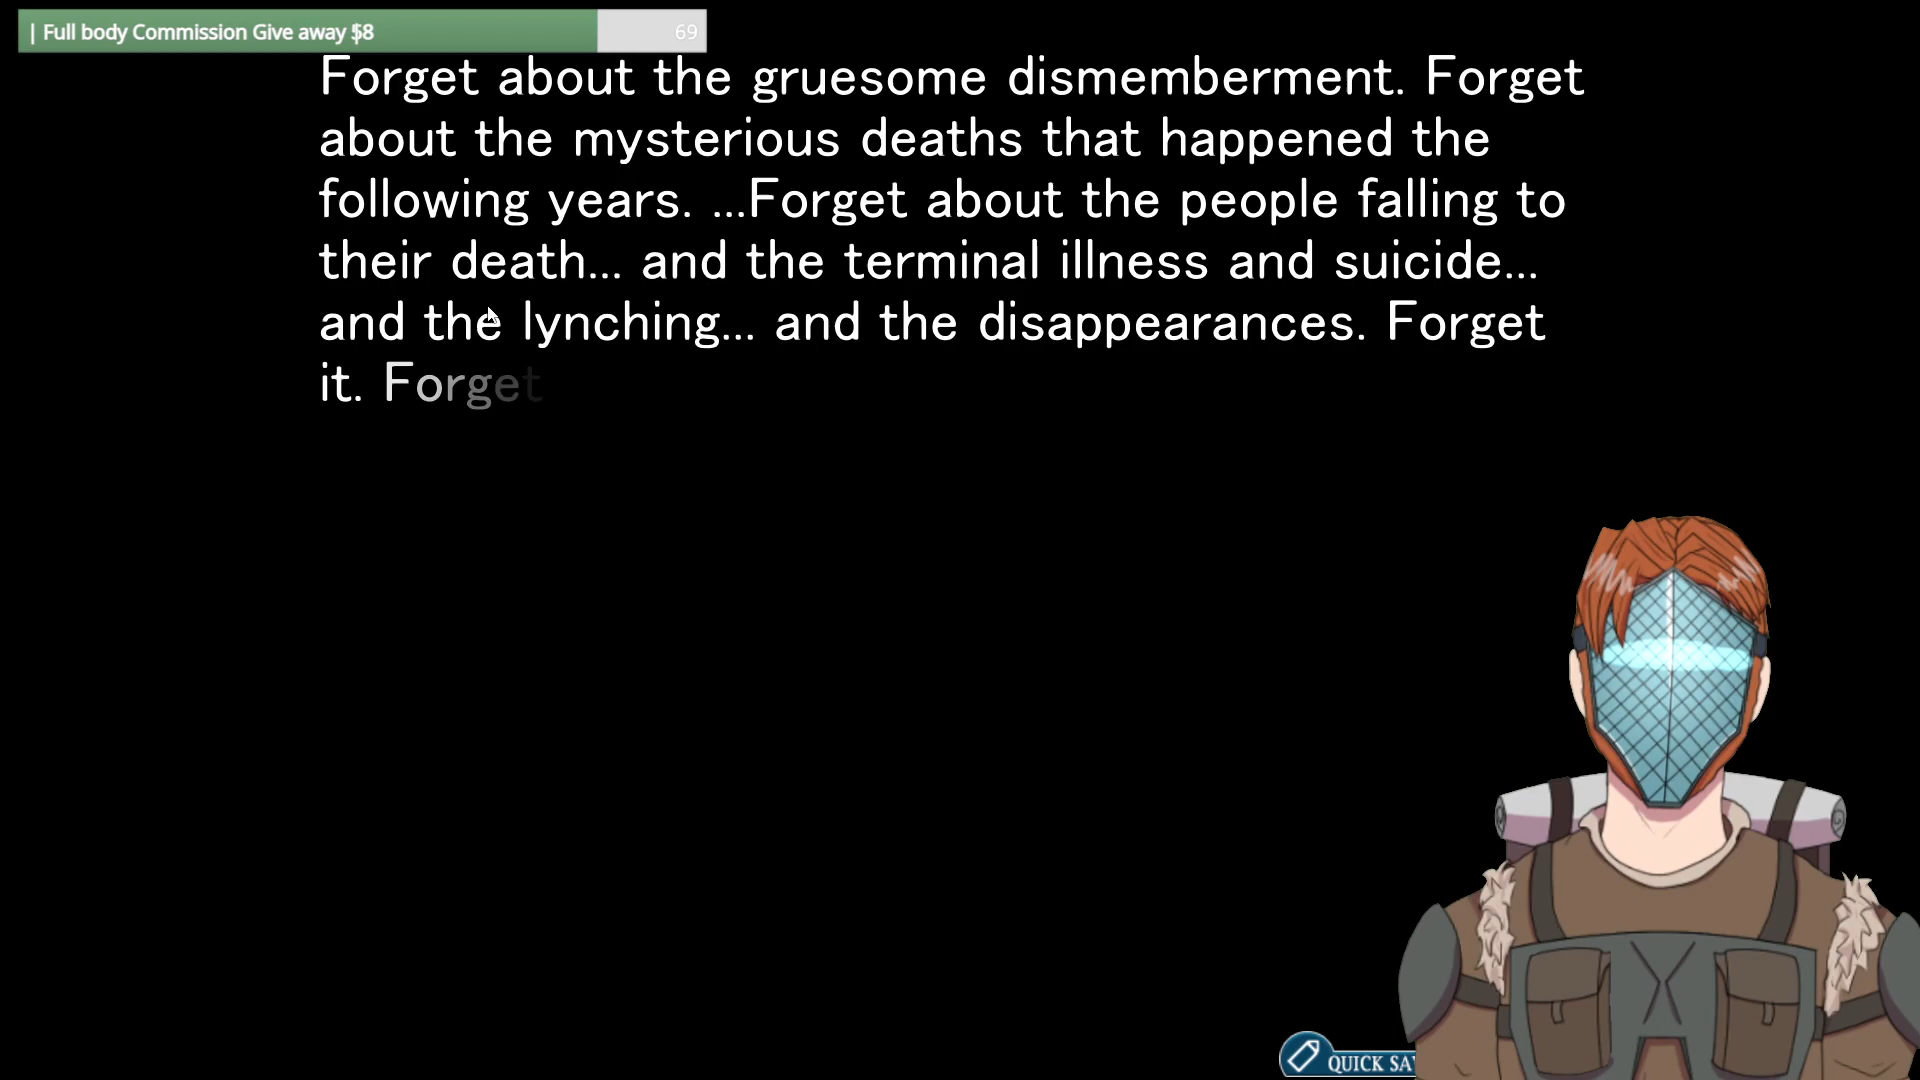 | Full body Commission Give away $8
69
Forget about the gruesome dismemberment. Forget
about the mysterious deaths that happened the
following years. ...Forget about the people falling to
their death... and the terminal illness and suicide...
and the lynching... and the disappearances. Forget
it. Forget
QUICK SA